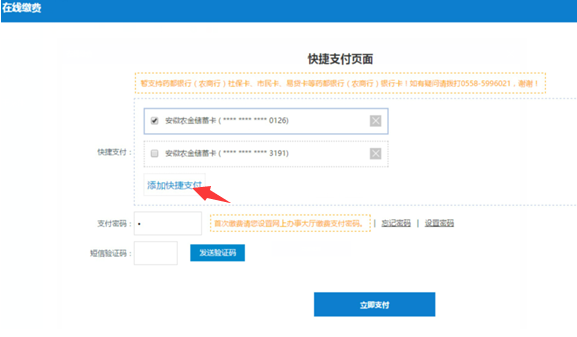 在线缴费
快捷支付页面
暂支持药都银行（农商行）社保卡、市民卡、易贷卡等药都银行（农商行）银行卡！如有疑问请拨打0558-5996021，谢谢！
快捷支付：
安徽农金储蓄卡 ( **** **** **** 0126)
安徽农金储蓄卡 ( **** **** **** 3191)
添加快捷支付
支付密码： 首次缴费请您设置网上办事大厅缴费支付密码。 | 忘记密码 | 设置密码
短信验证码： 发送验证码
立即支付